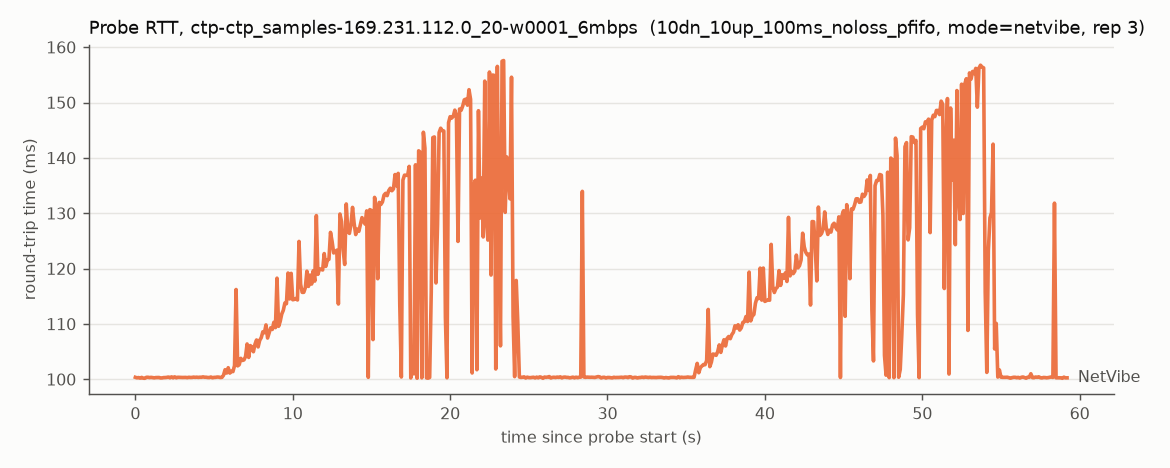 Probe RTT, ctp-ctp_samples-169.231.112.0_20-w0001_6mbps  (10dn_10up_100ms_noloss_pfifo, mode=netvibe, rep 3)
round-trip time (ms)
160
150
140
130
120
110
100
NetVibe
0 10 20 30 40 50 60
time since probe start (s)